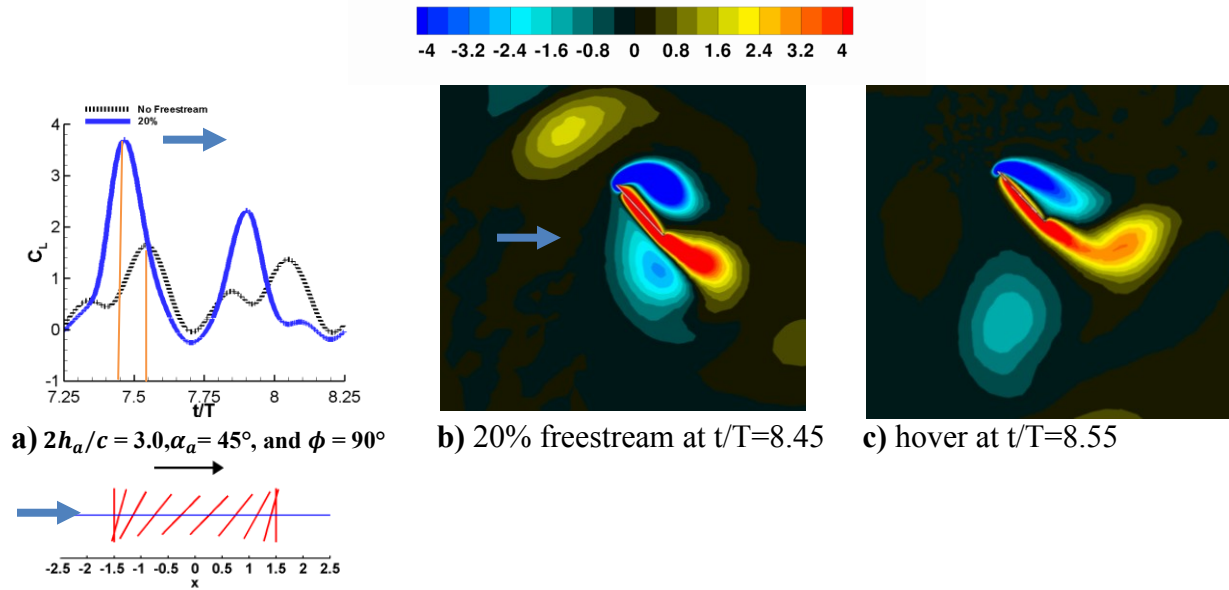 -4 -3.2 -2.4 -1.6 -0.8 0 0.8 1.6 2.4 3.2 4
No Freestream
20%
4
3
2
1
0
-1
C_L
7.25 7.5 7.75 8 8.25
t/T
a) 2h_a/c = 3.0,α_a= 45°, and ϕ = 90°
b) 20% freestream at t/T=8.45
c) hover at t/T=8.55
-2.5 -2 -1.5 -1 -0.5 0 0.5 1 1.5 2 2.5
x